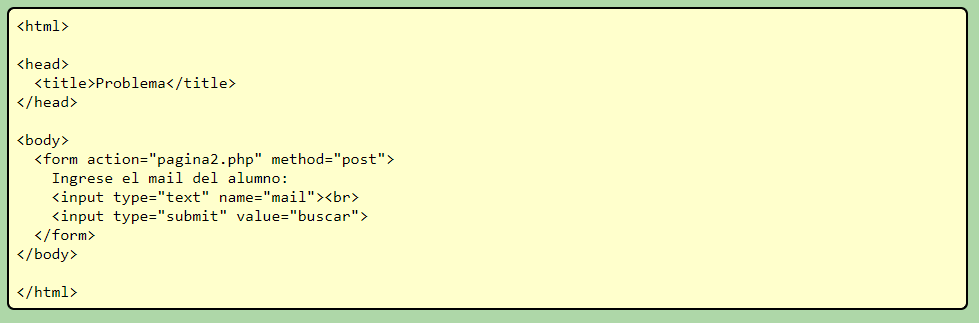 <html>
<head>
<title>Problema</title>
</head>
<body>
<form action="pagina2.php" method="post">
Ingrese el mail del alumno:
<input type="text" name="mail"><br>
<input type="submit" value="buscar">
</form>
</body>
</html>